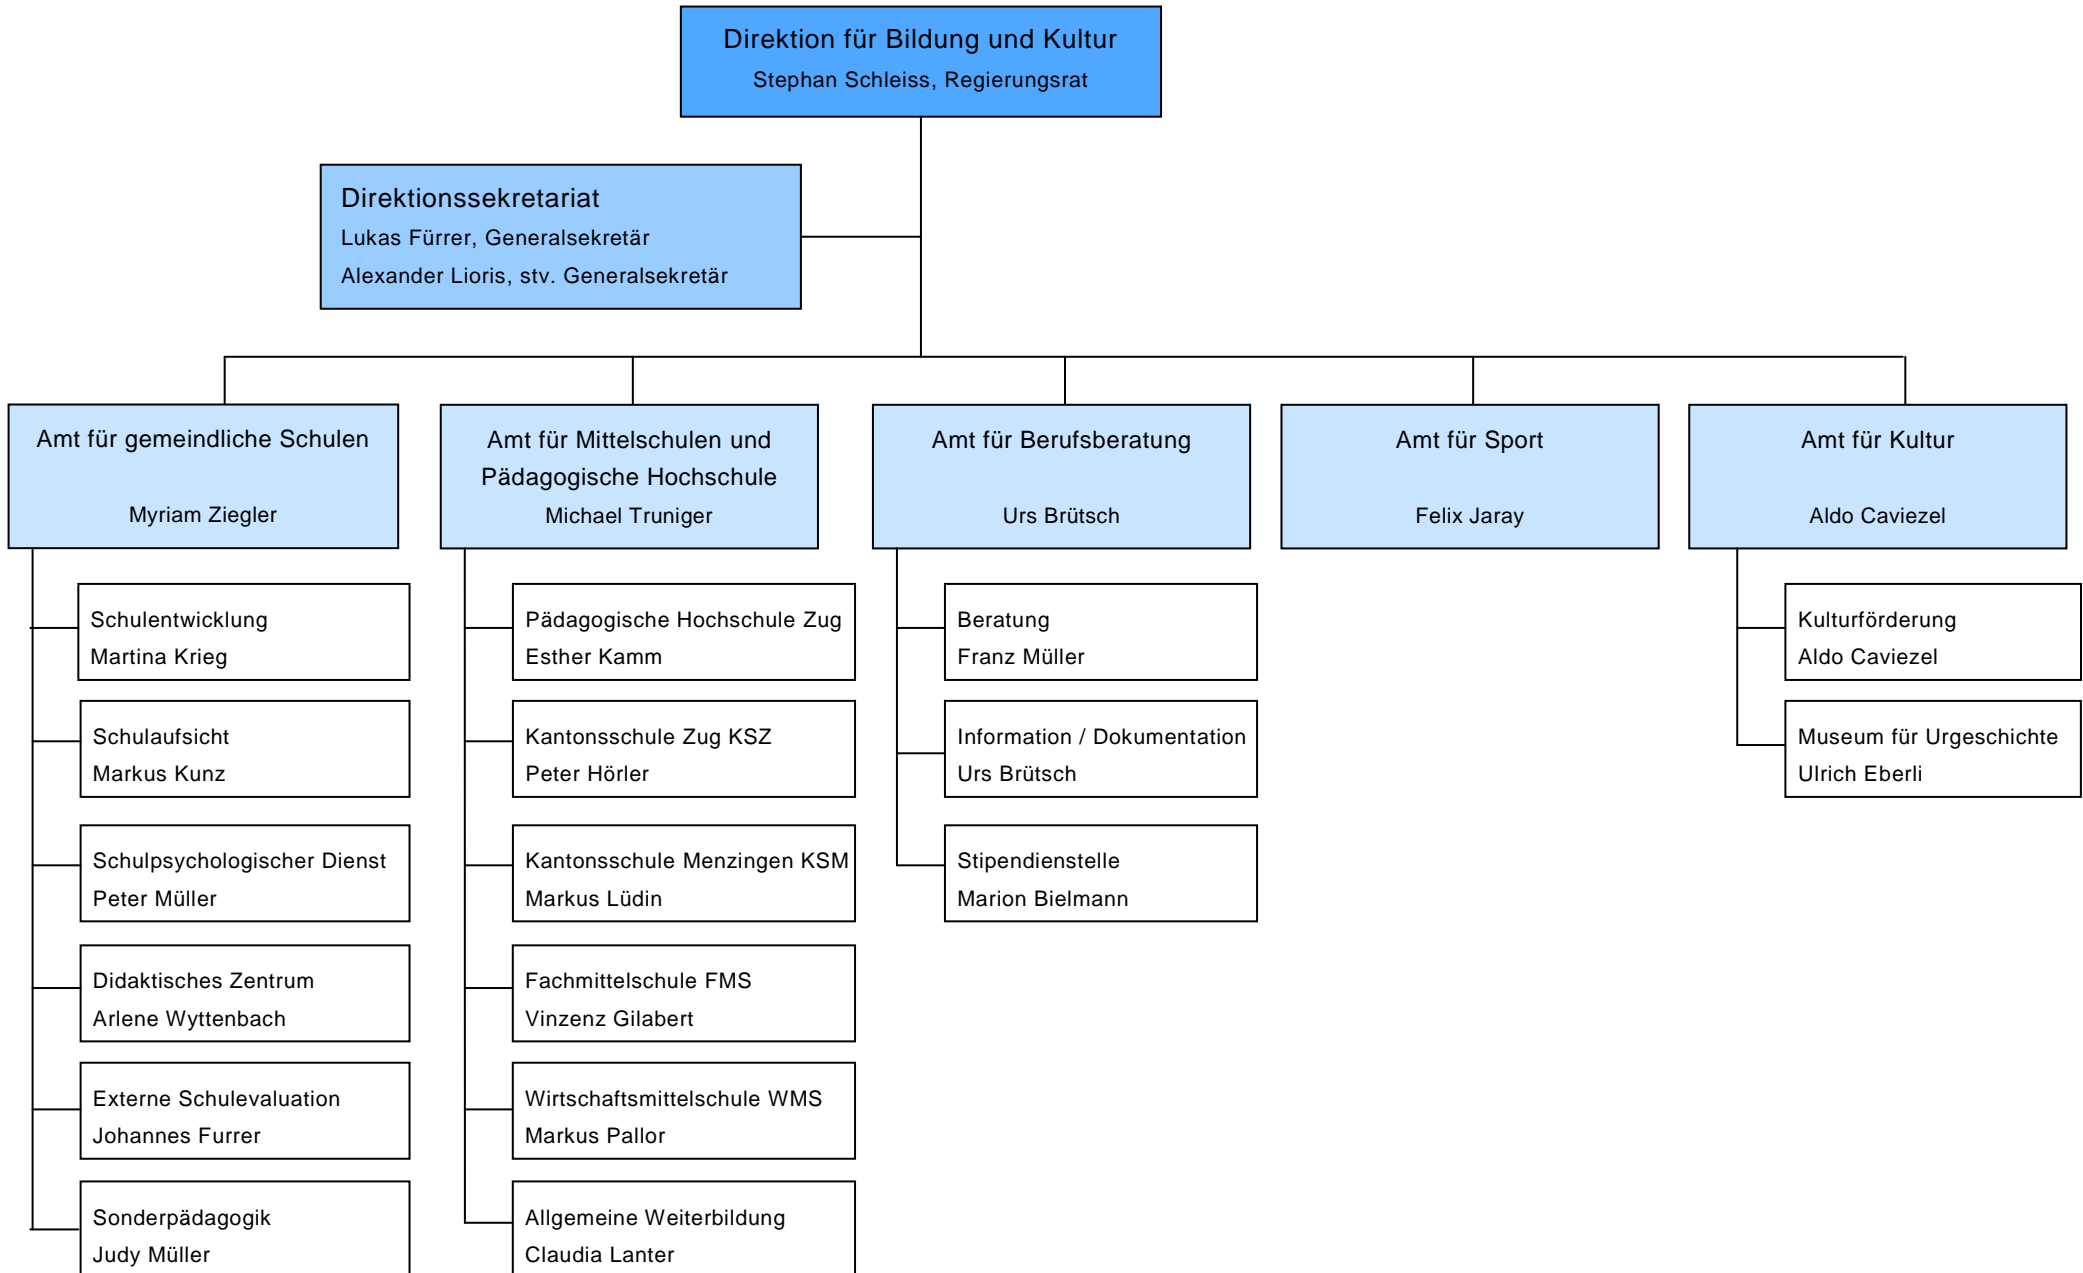 Direktion für Bildung und Kultur
Stephan Schleiss, Regierungsrat
Direktionssekretariat
Lukas Fürrer, Generalsekretär
Alexander Lioris, stv. Generalsekretär
Amt für gemeindliche Schulen
Myriam Ziegler
Schulentwicklung
Martina Krieg
Schulaufsicht
Markus Kunz
Schulpsychologischer Dienst
Peter Müller
Didaktisches Zentrum
Arlene Wyttenbach
Externe Schulevaluation
Johannes Furrer
Sonderpädagogik
Judy Müller
Amt für Mittelschulen und
Pädagogische Hochschule
Michael Truniger
Pädagogische Hochschule Zug
Esther Kamm
Kantonsschule Zug KSZ
Peter Hörler
Kantonsschule Menzingen KSM
Markus Lüdin
Fachmittelschule FMS
Vinzenz Gilabert
Wirtschaftsmittelschule WMS
Markus Pallor
Allgemeine Weiterbildung
Claudia Lanter
Amt für Berufsberatung
Urs Brütsch
Beratung
Franz Müller
Information / Dokumentation
Urs Brütsch
Stipendienstelle
Marion Bielmann
Amt für Sport
Felix Jaray
Amt für Kultur
Aldo Caviezel
Kulturförderung
Aldo Caviezel
Museum für Urgeschichte
Ulrich Eberli